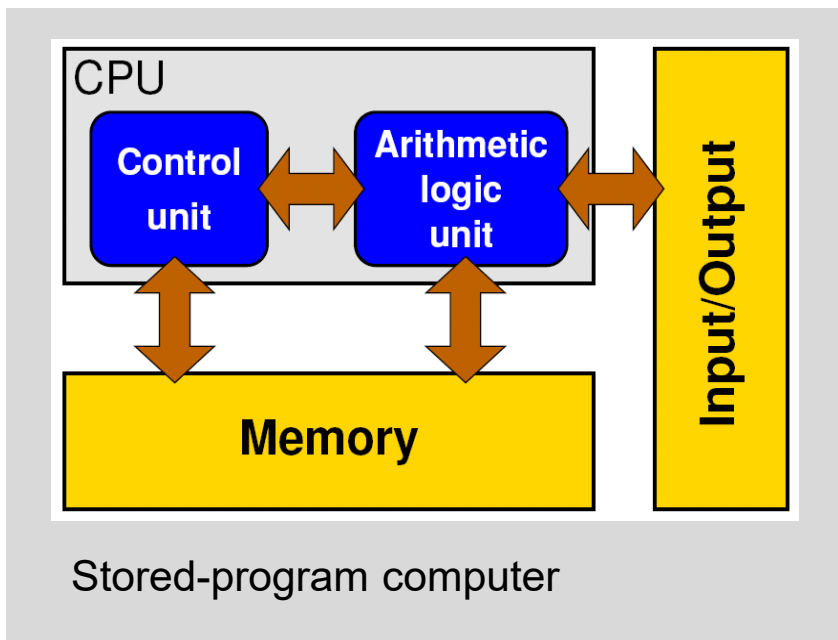 CPU
Control
unit
Arithmetic
logic
unit
Input/Output
Memory
Stored-program computer